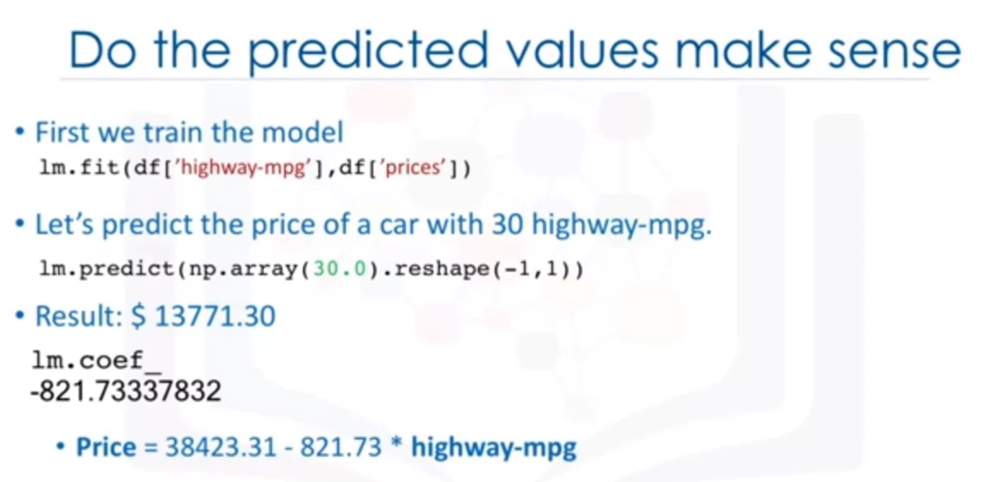 Do the predicted values make sense
• First we train the model
lm.fit(df[’highway-mpg’],df[’prices’])
• Let’s predict the price of a car with 30 highway-mpg.
lm.predict(np.array(30.0).reshape(-1,1))
• Result: $ 13771.30
lm.coef_
-821.73337832
• Price = 38423.31 - 821.73 * highway-mpg